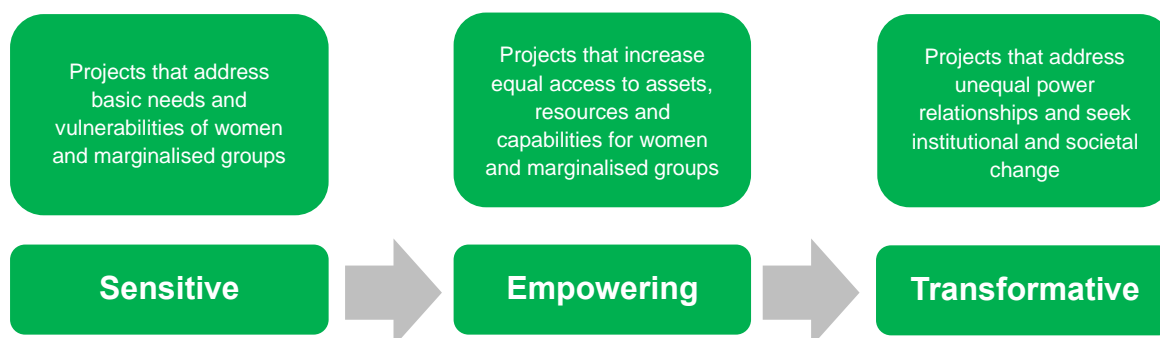 Projects that address
basic needs and
vulnerabilities of women
and marginalised groups
Projects that increase
equal access to assets,
resources and
capabilities for women
and marginalised groups
Projects that address
unequal power
relationships and seek
institutional and societal
change
Sensitive
Empowering
Transformative